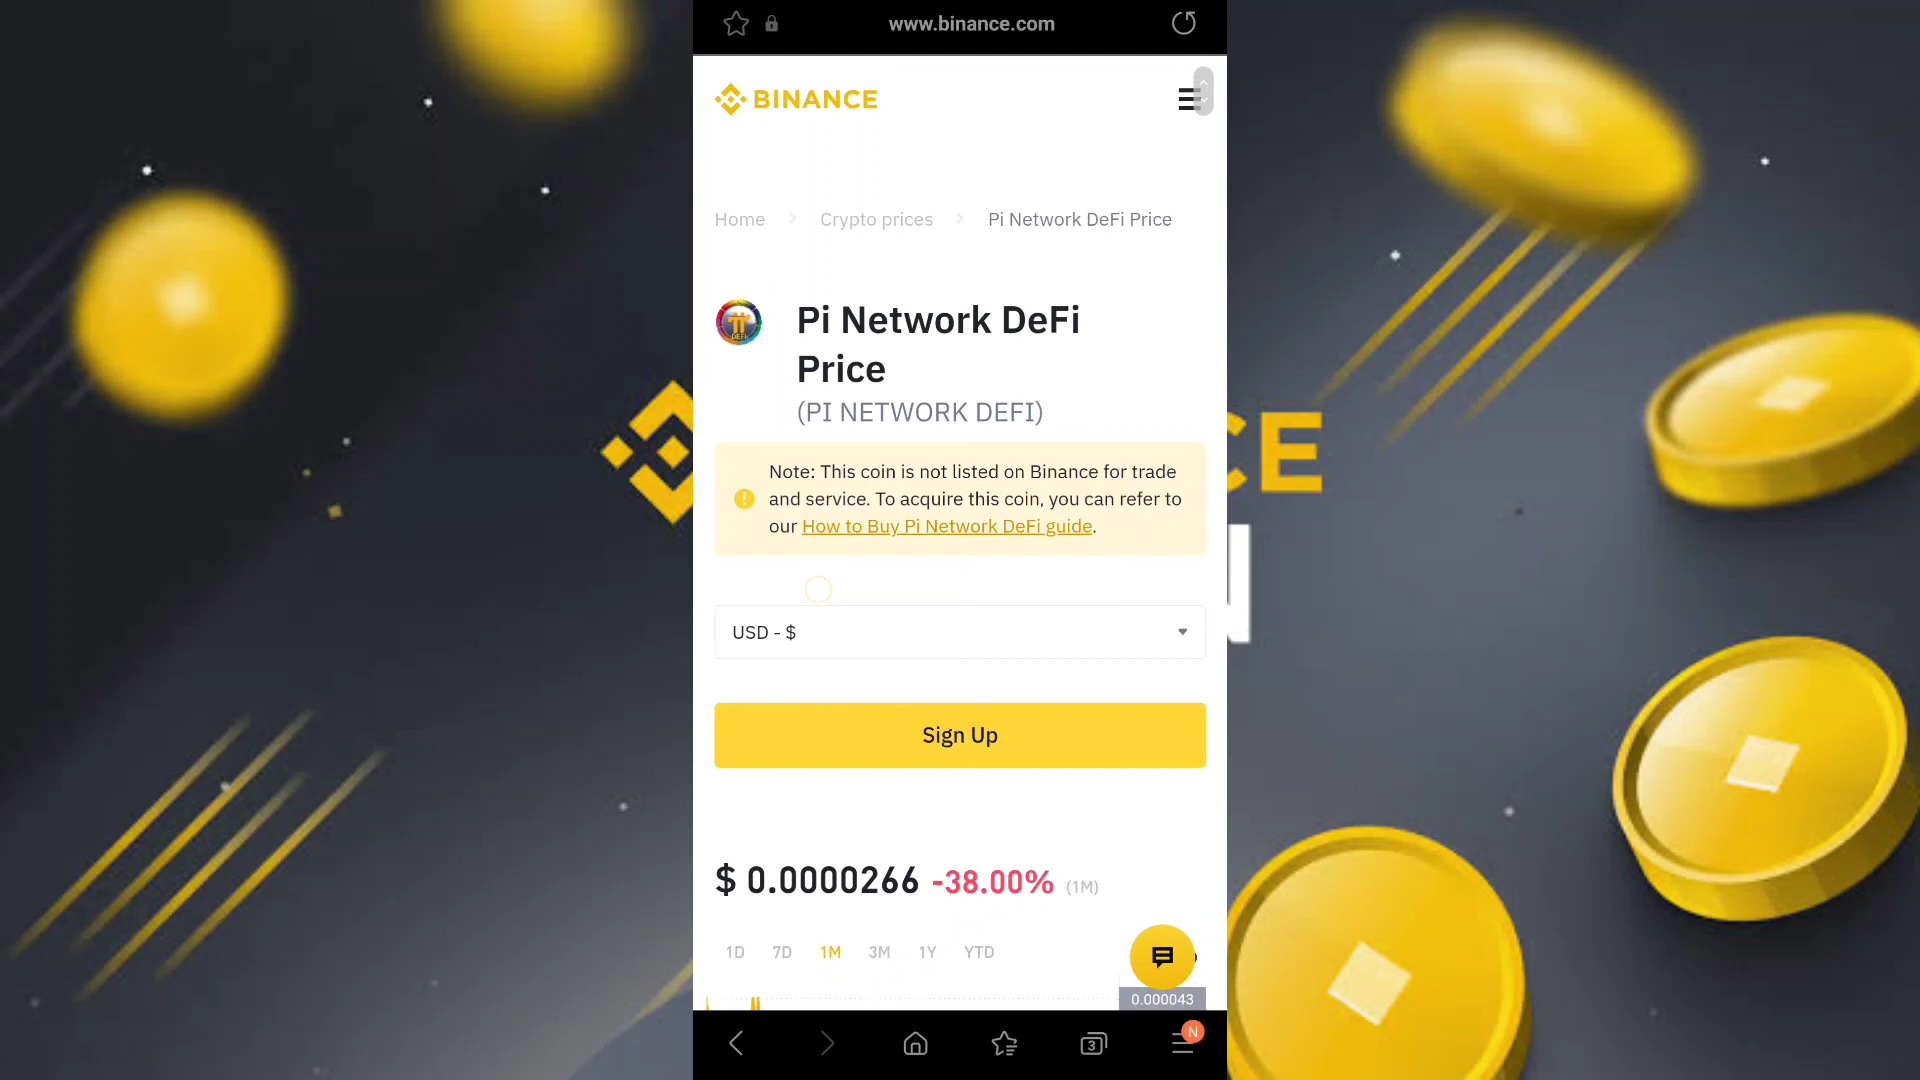 www.binance.com
BINANCE
Home
Crypto prices
Pi Network DeFi Price
DEFI
Pi Network DeFi
Price
(PI NETWORK DEFI)
Note: This coin is not listed on Binance for trade
and service. To acquire this coin, you can refer to
our How to Buy Pi Network DeFi guide.
CE
N
USD - $
Sign Up
$ 0.0000266 -38.00% (1M)
1D 7D 1M 3M 1Y YTD
0.000043
3
N